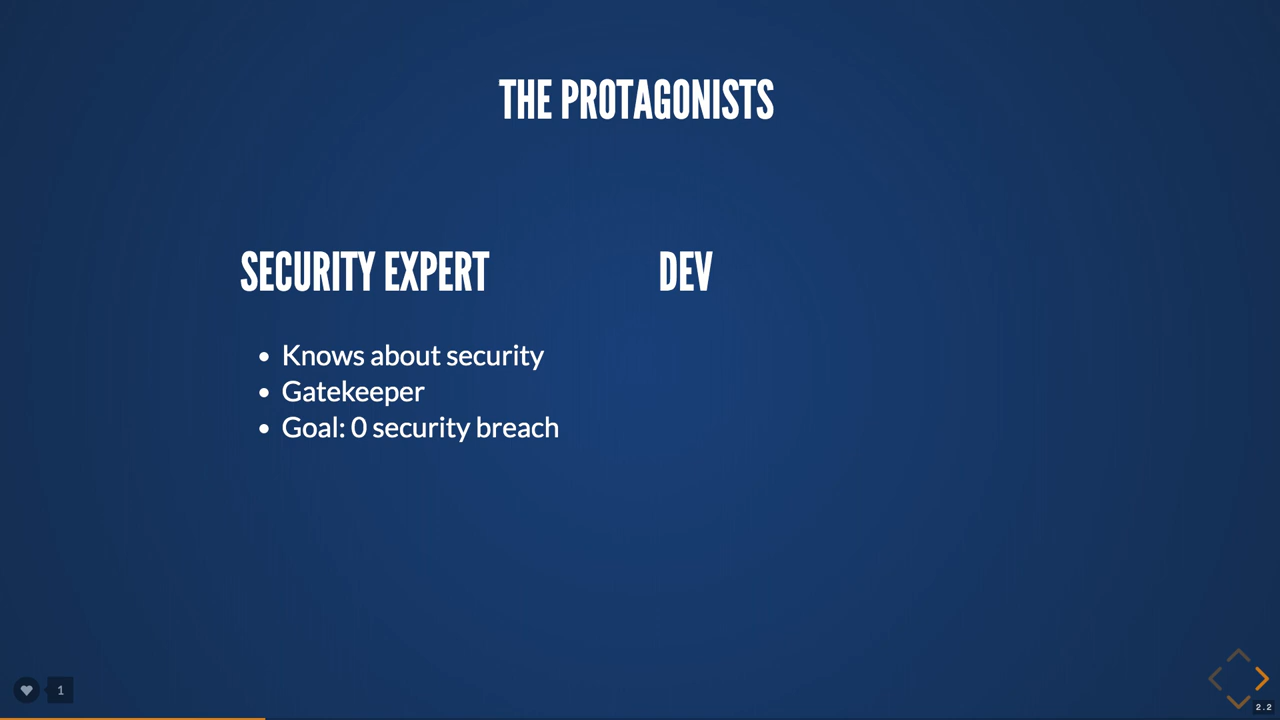 THE PROTAGONISTS
SECURITY EXPERT
Knows about security
Gatekeeper
Goal: 0 security breach
DEV
1
2.2